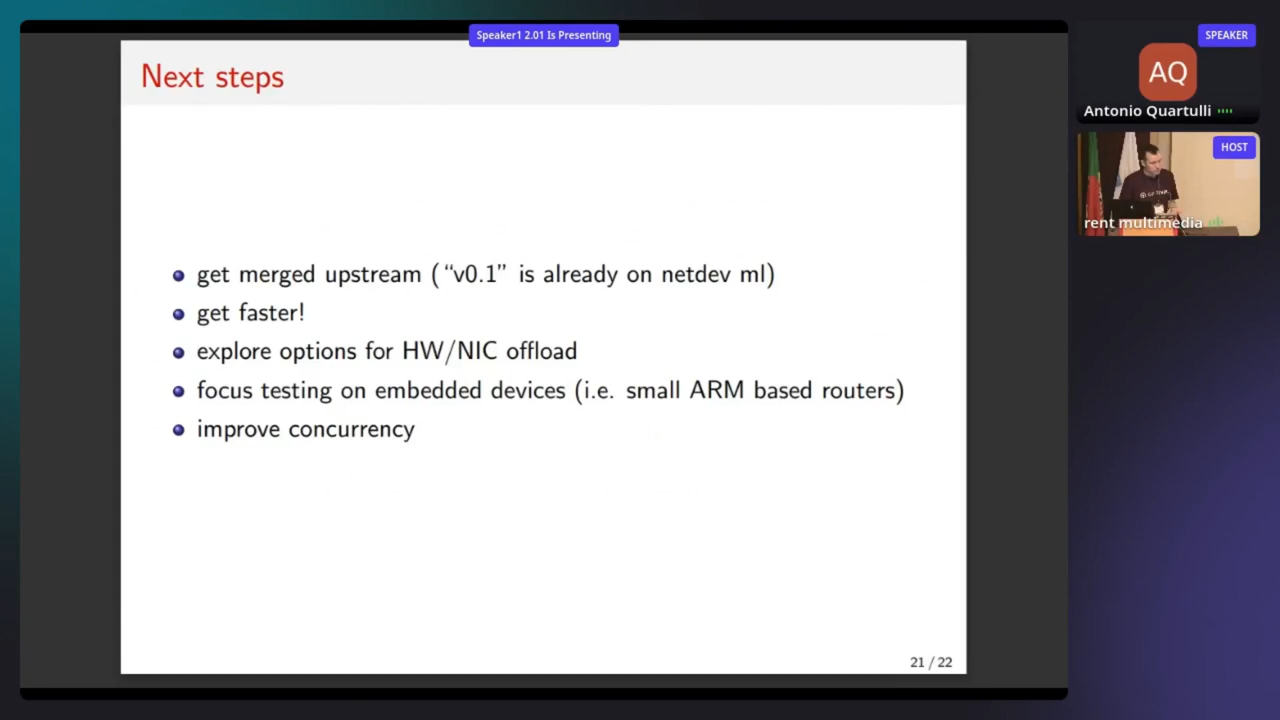 Speaker1 2.01 Is Presenting
Next steps
get merged upstream (“v0.1” is already on netdev ml)
get faster!
explore options for HW/NIC offload
focus testing on embedded devices (i.e. small ARM based routers)
improve concurrency
21 / 22
SPEAKER
AQ
Antonio Quartulli
HOST
rent multimedia